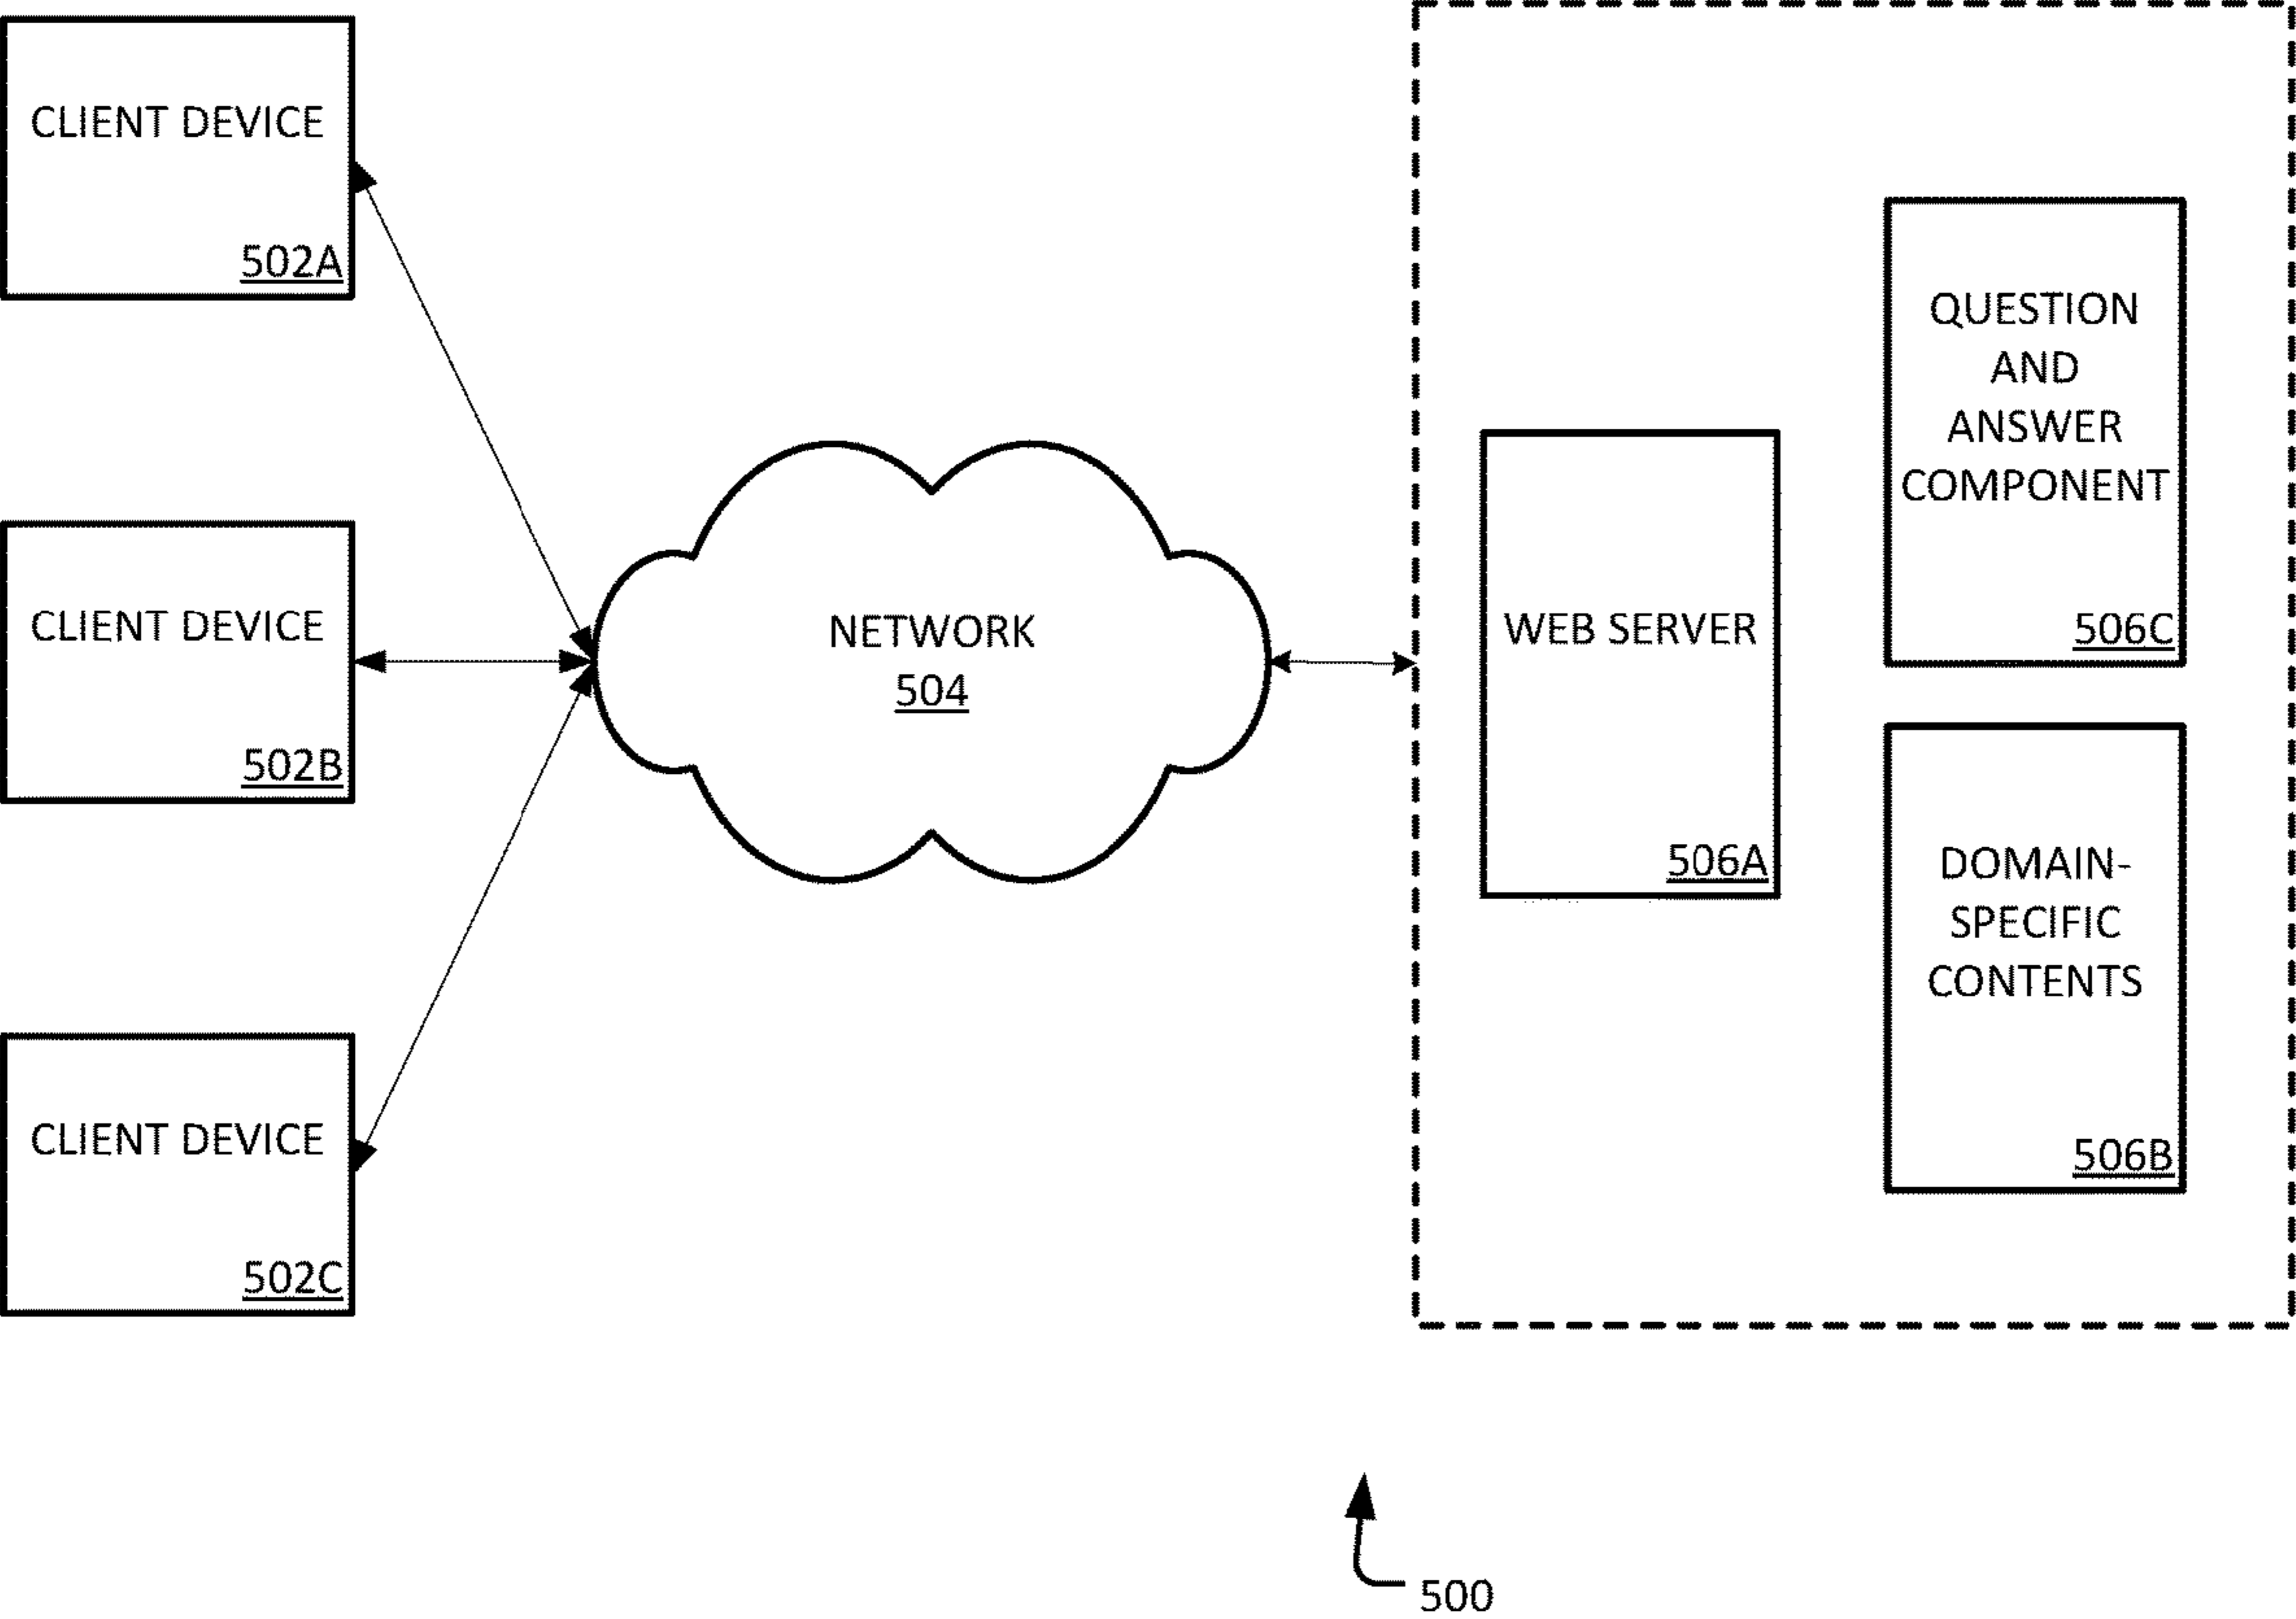 CLIENT DEVICE
502A
CLIENT DEVICE
502B
CLIENT DEVICE
502C
NETWORK
504
WEB SERVER
506A
QUESTION
AND
ANSWER
COMPONENT
506C
DOMAIN-
SPECIFIC
CONTENTS
506B
500